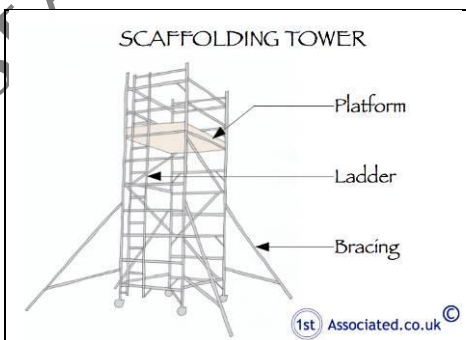 SCAFFOLDING TOWER
Platform
Ladder
Bracing
1st Associated.co.uk ©